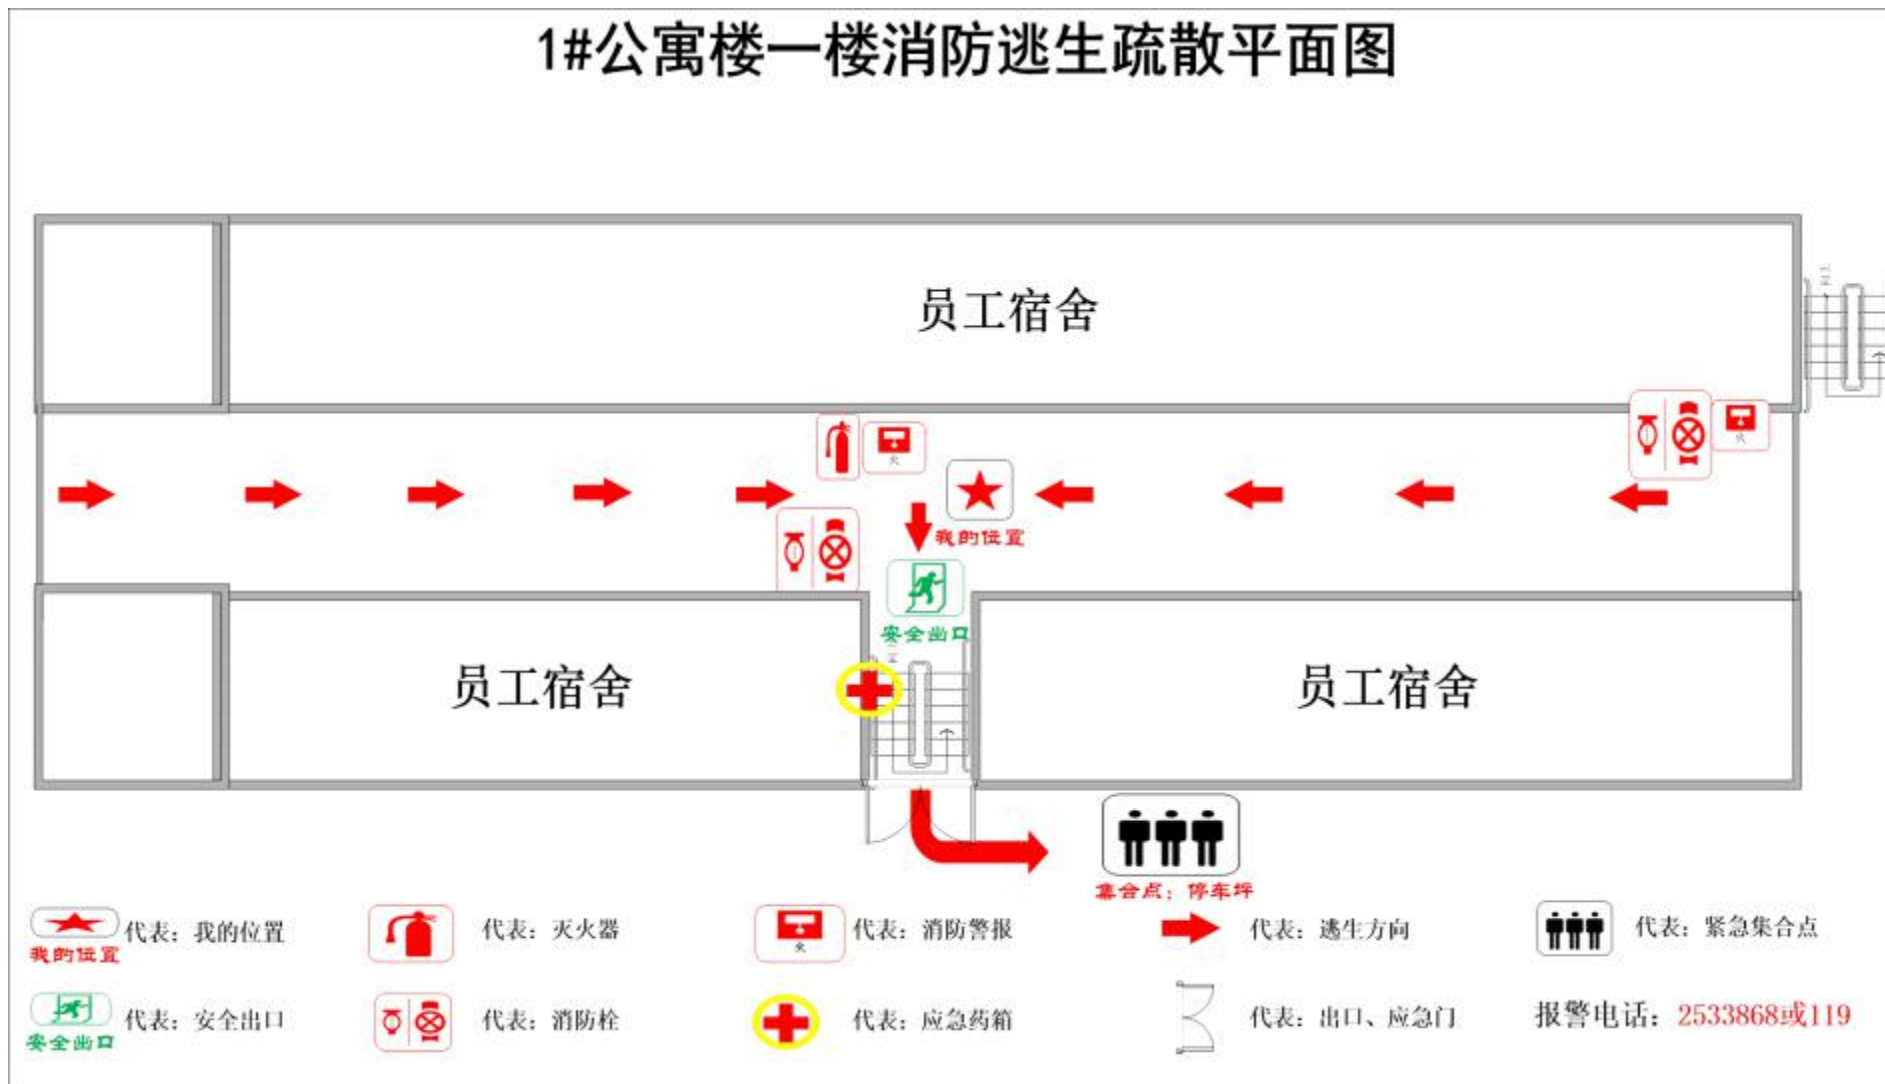 1#公寓楼一楼消防逃生疏散平面图
员工宿舍
火
火
我的位置
安全出口
员工宿舍
员工宿舍
集合点：停车坪
我的位置
代表：我的位置
代表：灭火器
火
代表：消防警报
代表：逃生方向
代表：紧急集合点
安全出口
代表：安全出口
代表：消防栓
代表：应急药箱
代表：出口、应急门
报警电话：2533868或119